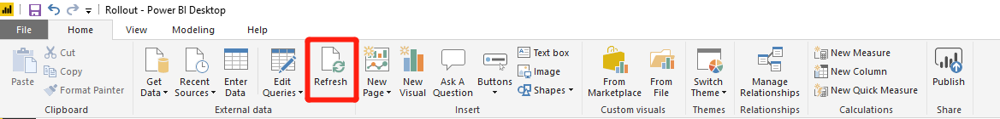 Rollout - Power BI Desktop
File Home View Modeling Help
Paste
Cut
Copy
Format Painter
Clipboard
Get Data
Recent Sources
Enter Data
Edit Queries
Refresh
External data
New Page
New Visual
Ask A Question
Buttons
Text box
Image
Shapes
Insert
From Marketplace
From File
Custom visuals
Switch Theme
Themes
Manage Relationships
Relationships
New Measure
New Column
New Quick Measure
Calculations
Publish
Share